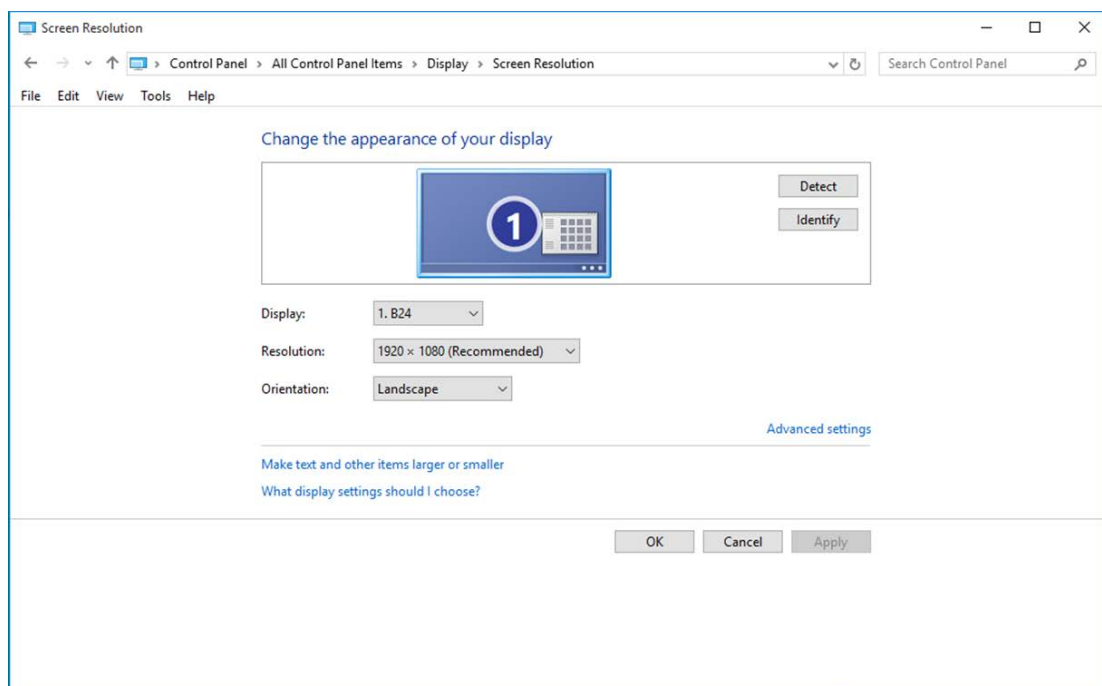 Screen Resolution
Control Panel > All Control Panel Items > Display > Screen Resolution
Search Control Panel
File Edit View Tools Help
Change the appearance of your display
1
Detect
Identify
Display: 1. B24
Resolution: 1920 × 1080 (Recommended)
Orientation: Landscape
Advanced settings
Make text and other items larger or smaller
What display settings should I choose?
OK Cancel Apply